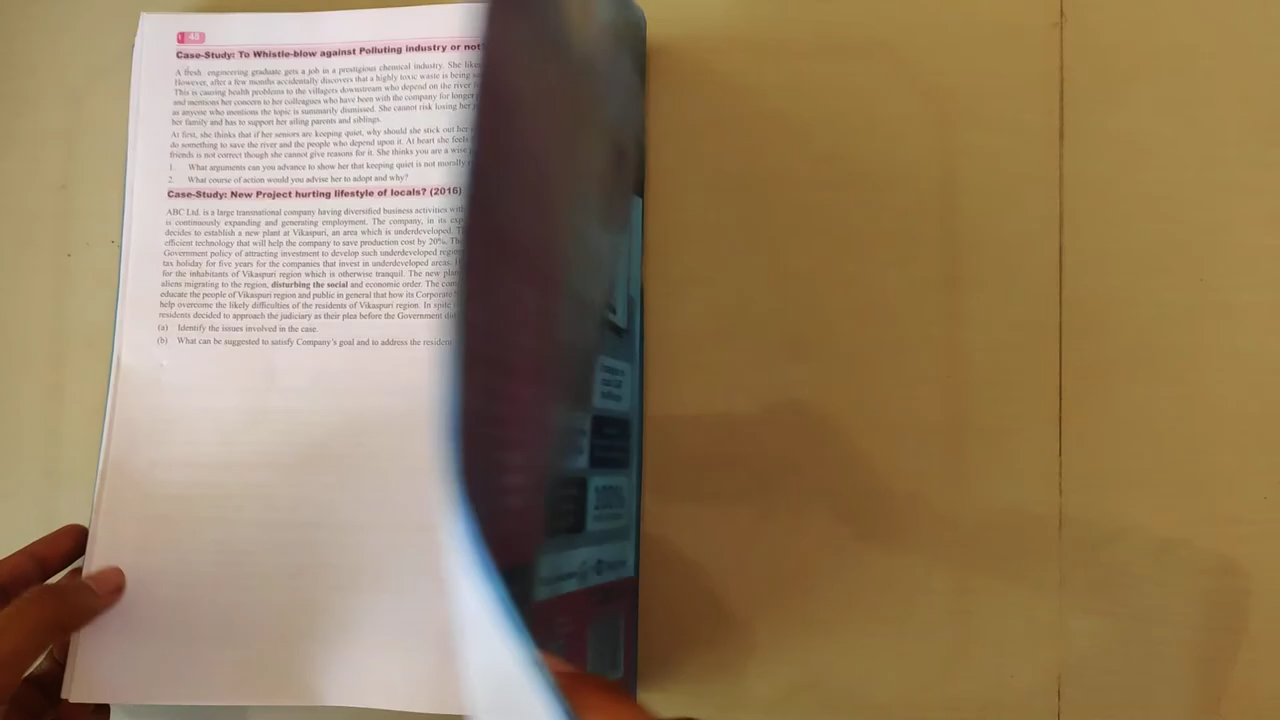 48
Case-Study: To Whistle-blow against Polluting industry or not?
A fresh engineering graduate gets a job in a prestigious chemical industry. She likes
However, after a few months accidentally discovers that a highly toxic waste is being
This is causing health problems to the villagers downstream who depend on the river
and mentions her concern to her colleagues who have been with the company for longer
as anyone who mentions the topic is summarily dismissed. She cannot risk losing her
her family and has to support her ailing parents and siblings.
At first, she thinks that if her seniors are keeping quiet, why should she stick out her
do something to save the river and the people who depend upon it. At heart she feels
friends is not correct though she cannot give reasons for it. She thinks you are a wise
1. What arguments can you advance to show her that keeping quiet is not morally
2. What course of action would you advise her to adopt and why?
Case-Study: New Project hurting lifestyle of locals? (2016)
ABC Ltd. is a large transnational company having diversified business activities
is continuously expanding and generating employment. The company, in its
decides to establish a new plant at Vikaspuri, an area which is underdeveloped.
efficient technology that will help the company to save production cost by 20%.
Government policy of attracting investment to develop such underdeveloped
tax holiday for five years for the companies that invest in underdeveloped areas.
for the inhabitants of Vikaspuri region which is otherwise tranquil. The new
aliens migrating to the region, disturbing the social and economic order. The
educate the people of Vikaspuri region and public in general that how its Corporate
help overcome the likely difficulties of the residents of Vikaspuri region. In spite
residents decided to approach the judiciary as their plea before the Government
(a) Identify the issues involved in the case.
(b) What can be suggested to satisfy Company's goal and to address the